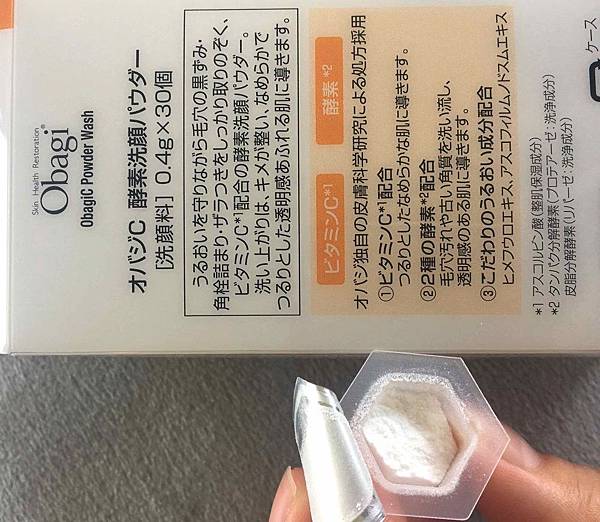 Skin Health Restoration®
Obagi®
ObagiC Powder Wash
オバジC 酵素洗顔パウダー
［洗顔料］0.4g×30個
うるおいを守りながら毛穴の黒ずみ・
角栓詰まり・ザラつきをしっかり取りのぞく、
ビタミンC*1配合の酵素洗顔パウダー。
洗い上がりは、キメが整い、なめらかで
つるりとした透明感あふれる肌に導きます。
ビタミンC*1 酵素*2
オバジ独自の皮膚科学研究による処方採用
①ビタミンC*1配合
つるりとしたなめらかな肌に導きます。
②2種の酵素*2配合
毛穴汚れや古い角質を洗い流し、
透明感のある肌に導きます。
③こだわりのうるおい成分配合
ヒメフウロエキス、アスコフィルムノドスムエキス
*1 アスコルビン酸（整肌保湿成分）
*2 タンパク分解酵素（プロテアーゼ：洗浄成分）
皮脂分解酵素（リパーゼ：洗浄成分）
ケース